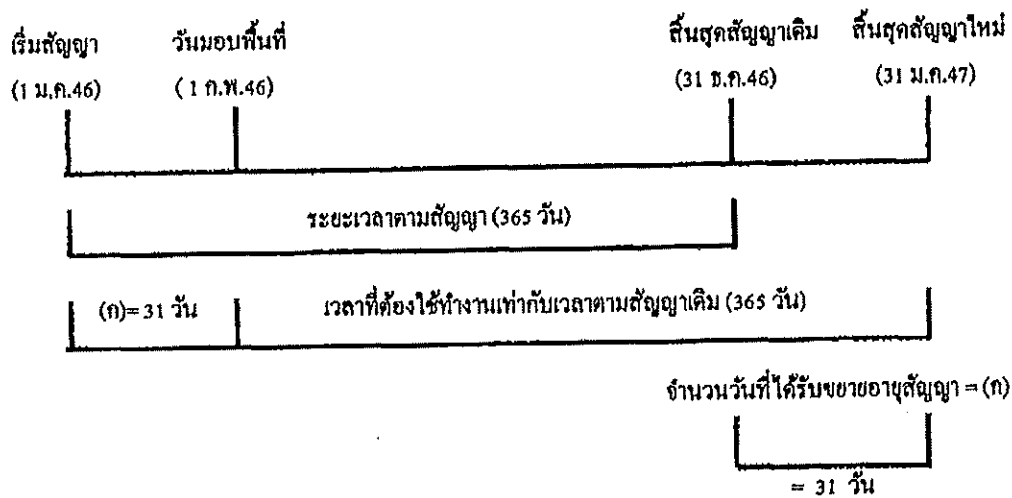 เริ่มสัญญา วันมอบพื้นที่ สิ้นสุดสัญญาเดิม สิ้นสุดสัญญาใหม่
(1 ม.ค.46) (1 ก.พ.46) (31 ธ.ค.46) (31 ม.ค.47)
ระยะเวลาตามสัญญา (365 วัน)
(ก)= 31 วัน เวลาที่ต้องใช้ทำงานเท่ากับเวลาตามสัญญาเดิม (365 วัน)
จำนวนวันที่ได้รับขยายอายุสัญญา = (ก)
= 31 วัน